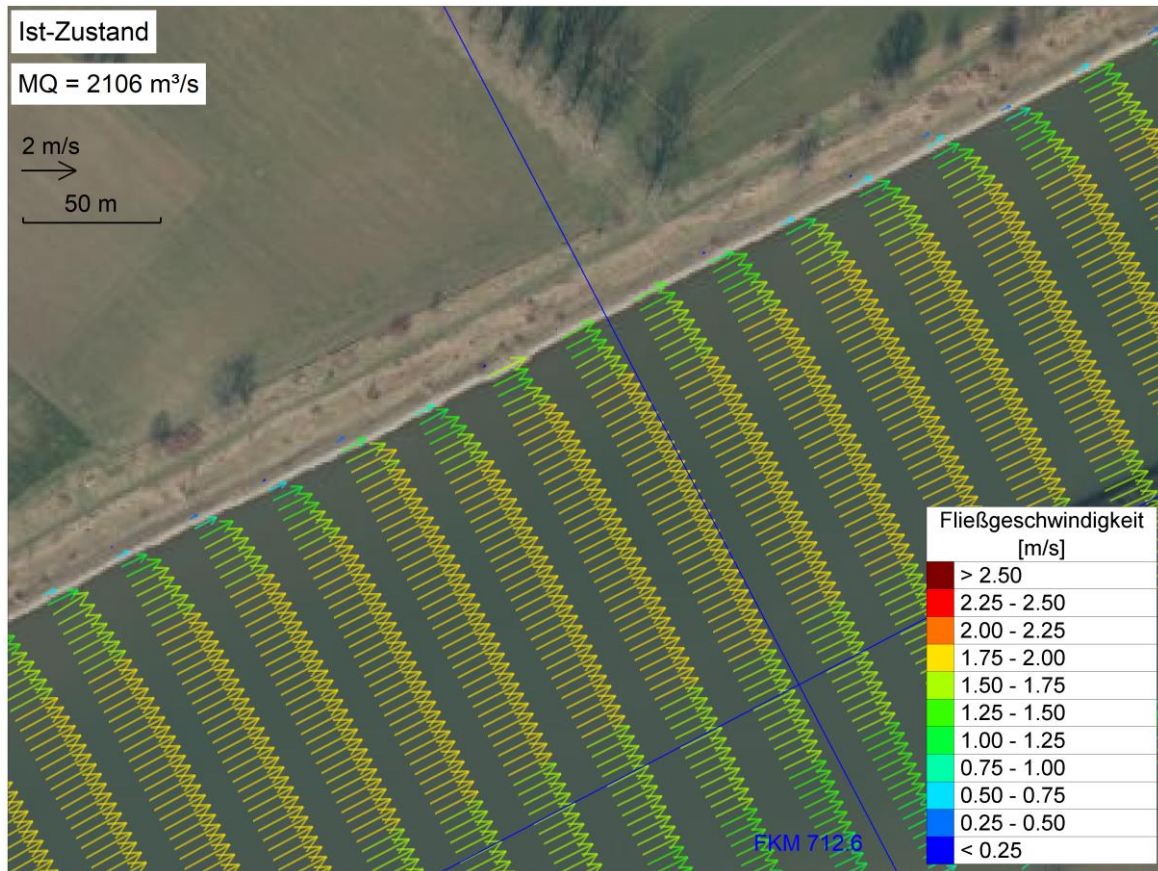 Ist-Zustand
MQ = 2106 m³/s
2 m/s
50 m
Fließgeschwindigkeit
[m/s]
> 2.50
2.25 - 2.50
2.00 - 2.25
1.75 - 2.00
1.50 - 1.75
1.25 - 1.50
1.00 - 1.25
0.75 - 1.00
0.50 - 0.75
0.25 - 0.50
< 0.25
FKM 712.6